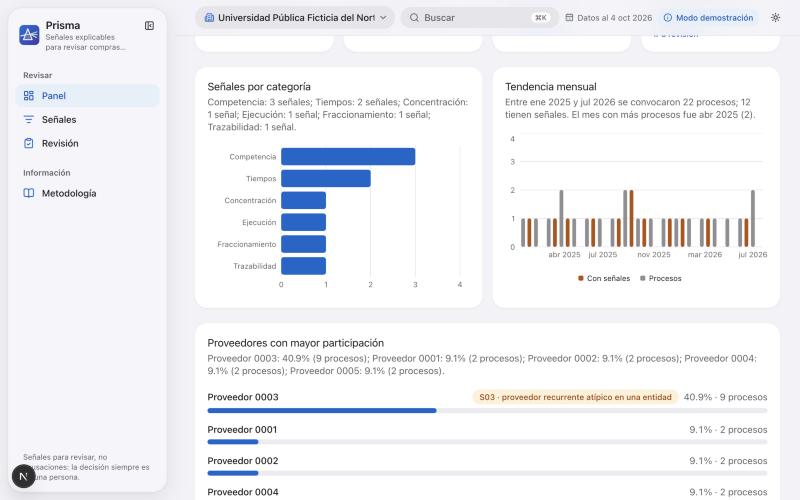 Prisma
Señales explicables
para revisar compras...
Revisar
Panel
Señales
Revisión
Información
Metodología
Señales para revisar, no
usaciones: la decisión siempre es
una persona.
N
Universidad Pública Ficticia del Nort
Buscar
⌘K
Datos al 4 oct 2026
Modo demostración
Señales por categoría
Competencia: 3 señales; Tiempos: 2 señales; Concentración:
1 señal; Ejecución: 1 señal; Fraccionamiento: 1 señal;
Trazabilidad: 1 señal.
Competencia
Tiempos
Concentración
Ejecución
Fraccionamiento
Trazabilidad
0 1 2 3 4
Tendencia mensual
Entre ene 2025 y jul 2026 se convocaron 22 procesos; 12
tienen señales. El mes con más procesos fue abr 2025 (2).
4
3
2
1
0
abr 2025 jul 2025 nov 2025 mar 2026 jul 2026
Con señales Procesos
Proveedores con mayor participación
Proveedor 0003: 40.9% (9 procesos); Proveedor 0001: 9.1% (2 procesos); Proveedor 0002: 9.1% (2 procesos); Proveedor 0004:
9.1% (2 procesos); Proveedor 0005: 9.1% (2 procesos).
Proveedor 0003 S03 · proveedor recurrente atípico en una entidad 40.9% · 9 procesos
Proveedor 0001 9.1% · 2 procesos
Proveedor 0002 9.1% · 2 procesos
Proveedor 0004 9.1% · 2 procesos